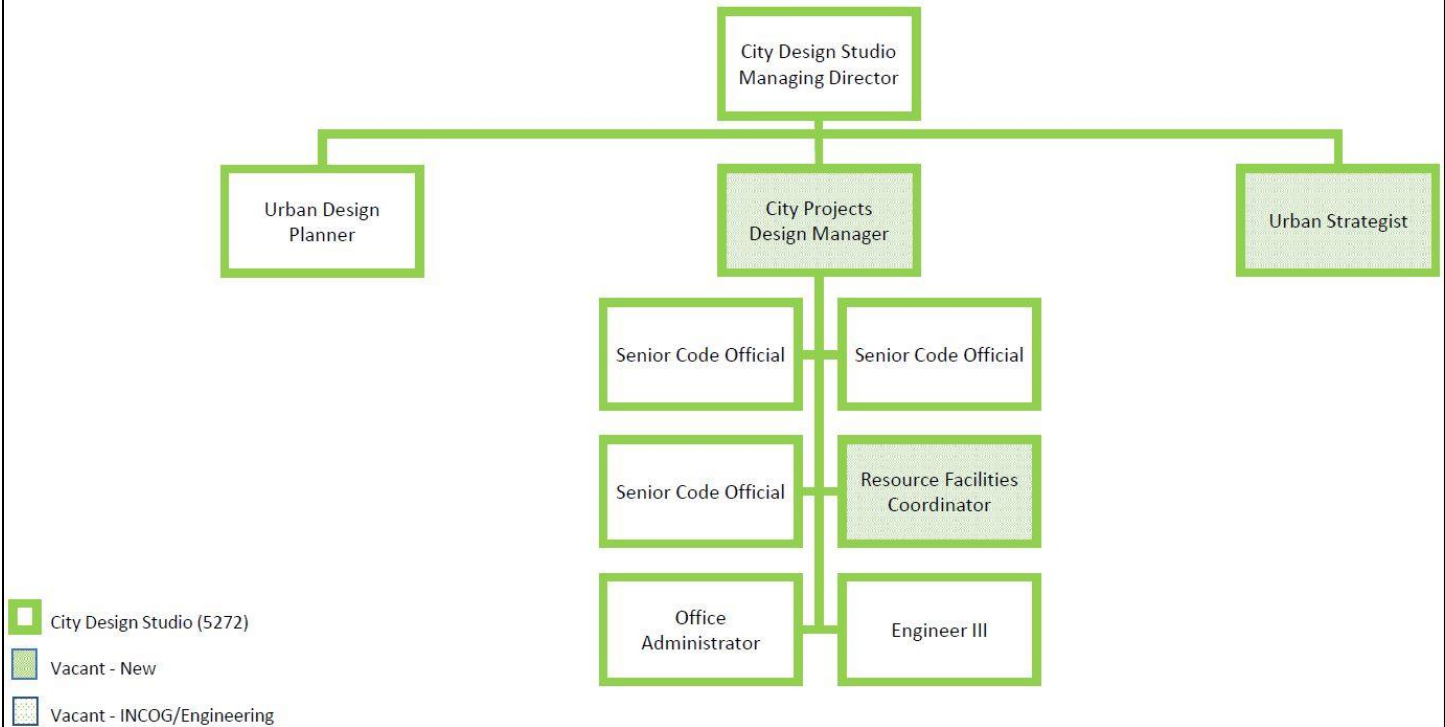 City Design Studio
Managing Director
Urban Design
Planner
City Projects
Design Manager
Urban Strategist
Senior Code Official
Senior Code Official
Senior Code Official
Resource Facilities
Coordinator
Office
Administrator
Engineer III
City Design Studio (5272)
Vacant - New
Vacant - INCOG/Engineering